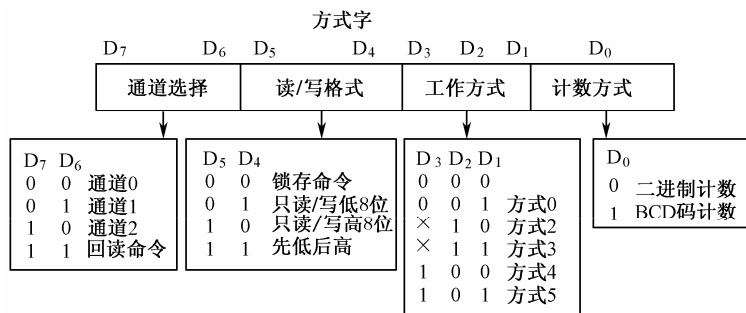 方式字
D7 D6 D5 D4 D3 D2 D1 D0
通道选择 读/写格式 工作方式 计数方式
D7 D6
0 0 通道0
0 1 通道1
1 0 通道2
1 1 回读命令
D5 D4
0 0 锁存命令
0 1 只读/写低8位
1 0 只读/写高8位
1 1 先低后高
D3 D2 D1
0 0 0
0 0 1 方式0
× 1 0 方式2
× 1 1 方式3
1 0 0 方式4
1 0 1 方式5
D0
0 二进制计数
1 BCD码计数